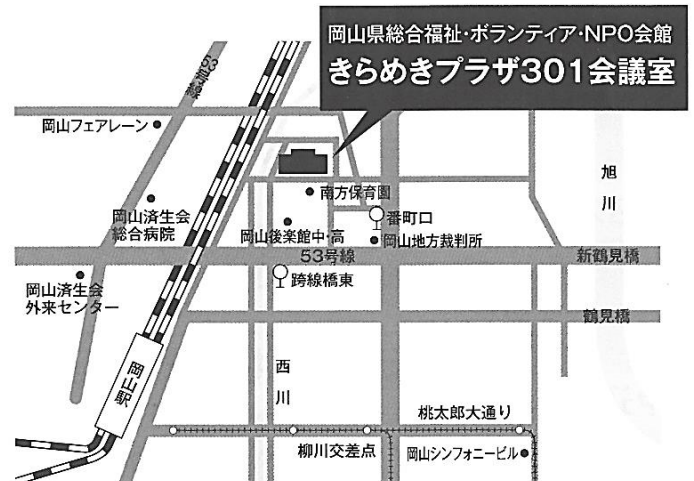 岡山県総合福祉・ボランティア・NPO会館
きらめきプラザ301会議室
53号線
岡山フェアレーン
旭川
南方保育園
岡山済生会
総合病院
岡山後楽館中・高
番町口
岡山地方裁判所
53号線
新鶴見橋
岡山済生会
外来センター
跨線橋東
鶴見橋
岡山駅
西川
桃太郎大通り
柳川交差点
岡山シンフォニービル